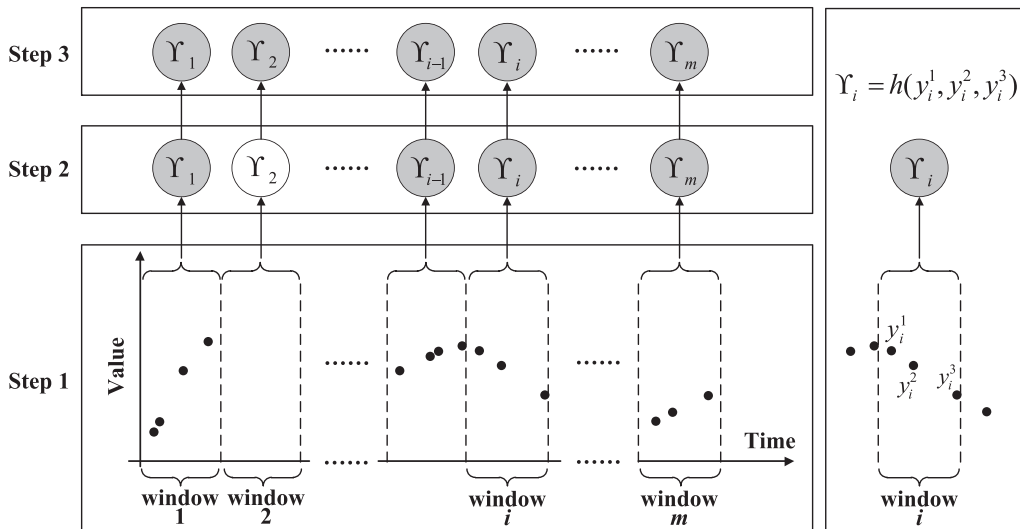 Step 3
ϒ₁ ϒ₂ ...... ϒᵢ₋₁ ϒᵢ ...... ϒₘ
Step 2
ϒ₁ ϒ₂ ...... ϒᵢ₋₁ ϒᵢ ...... ϒₘ
Step 1
Value
...... ......
Time
...... ......
window 1
window 2
window i
window m
ϒᵢ = h(yᵢ¹, yᵢ², yᵢ³)
ϒᵢ
yᵢ¹
yᵢ²
yᵢ³
window i